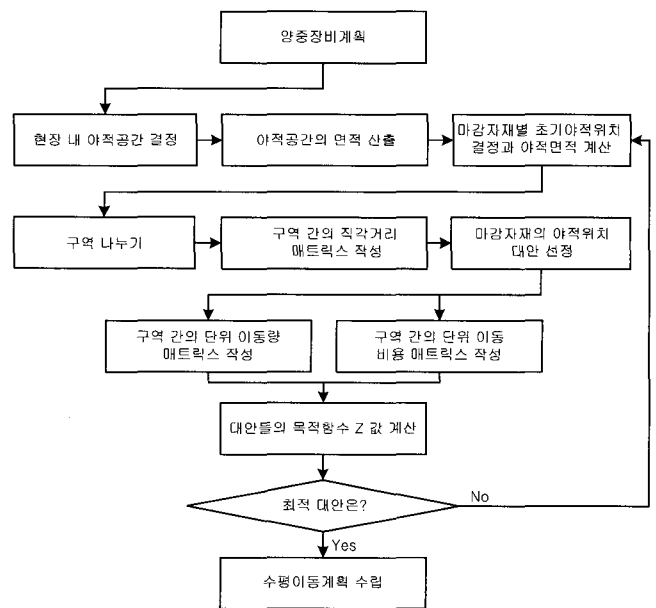 양중장비계획
현장 내 야적공간 결정
야적공간의 면적 산출
마감자재별 초기야적위치
결정과 야적면적 계산
구역 나누기
구역 간의 직각거리
매트릭스 작성
마감자재의 야적위치
대안 선정
구역 간의 단위 이동량
매트릭스 작성
구역 간의 단위 이동
비용 매트릭스 작성
대안들의 목적함수 Z 값 계산
최적 대안은?
No
Yes
수평이동계획 수립